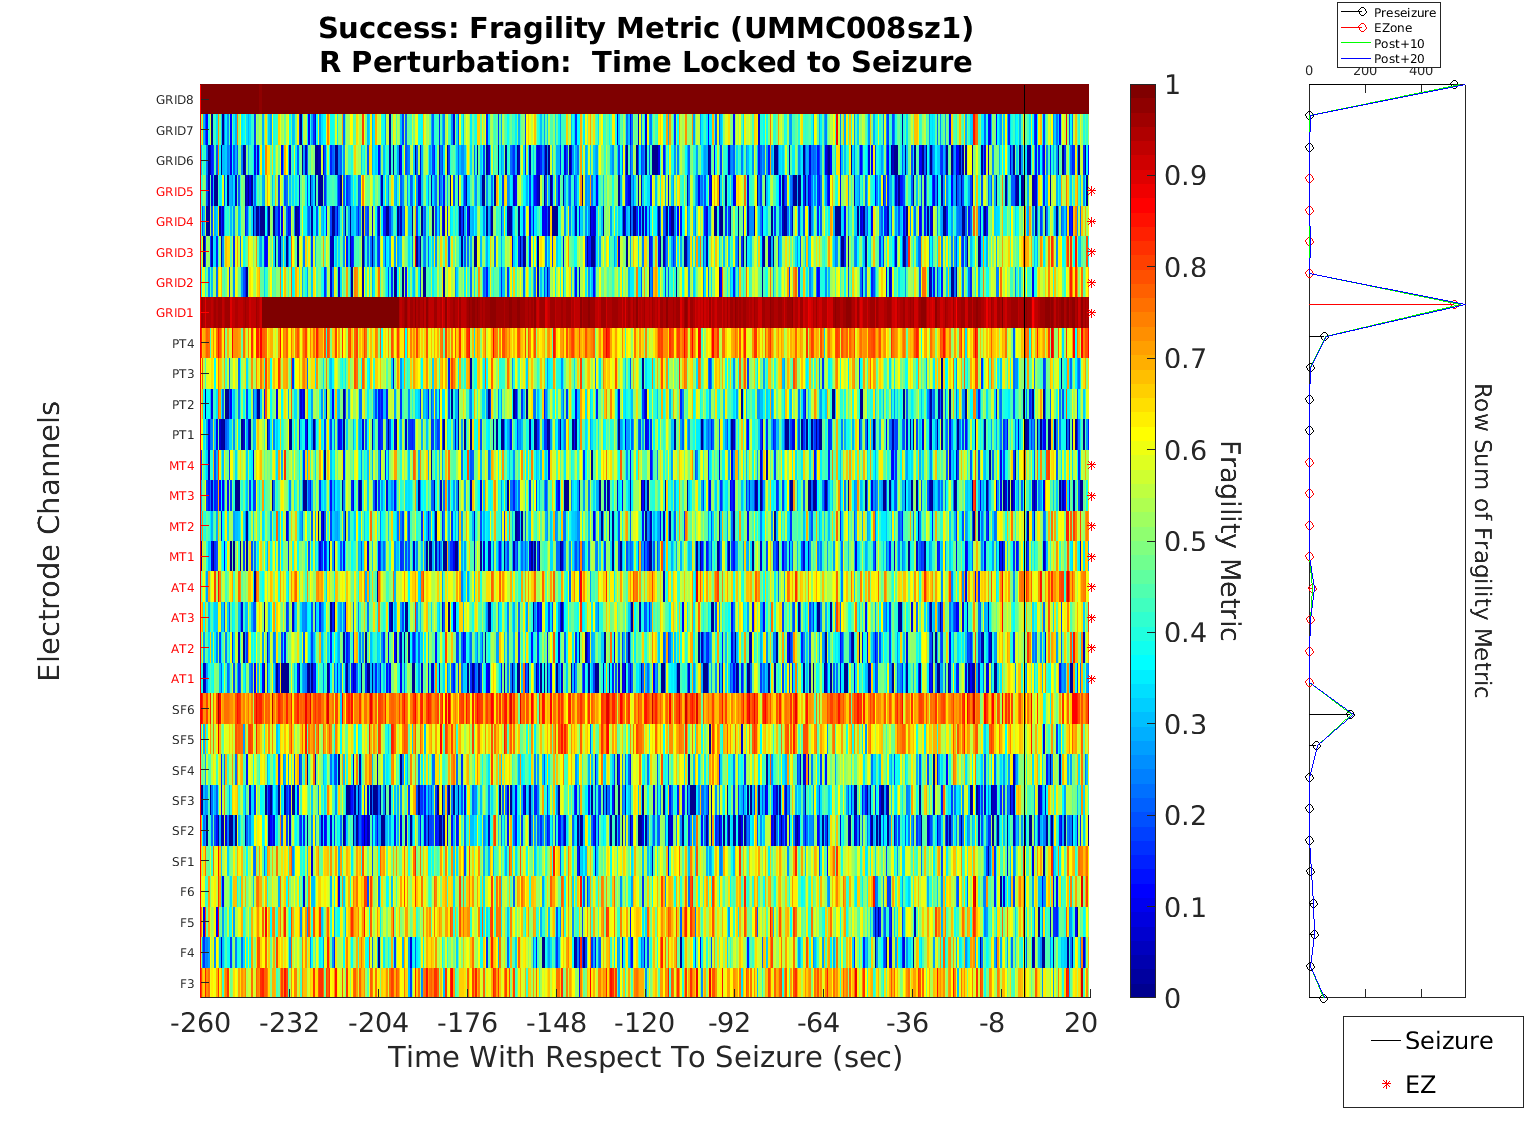 Success: Fragility Metric (UMMC008sz1)
R Perturbation:  Time Locked to Seizure
Electrode Channels
GRID8
GRID7
GRID6
GRID5
GRID4
GRID3
GRID2
GRID1
PT4
PT3
PT2
PT1
MT4
MT3
MT2
MT1
AT4
AT3
AT2
AT1
SF6
SF5
SF4
SF3
SF2
SF1
F6
F5
F4
F3
-260 -232 -204 -176 -148 -120 -92 -64 -36 -8 20
Time With Respect To Seizure (sec)
1
0.9
0.8
0.7
0.6
0.5
0.4
0.3
0.2
0.1
0
Fragility Metric
Preseizure
EZone
Post+10
Post+20
0 200 400
Row Sum of Fragility Metric
Seizure
EZ